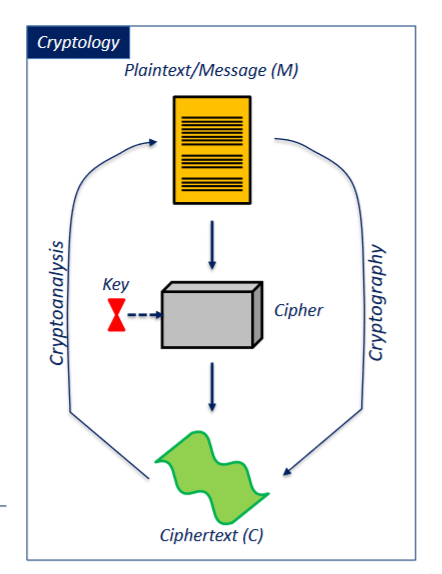 Cryptology
Plaintext/Message (M)
Cryptoanalysis
Key
Cipher
Cryptography
Ciphertext (C)